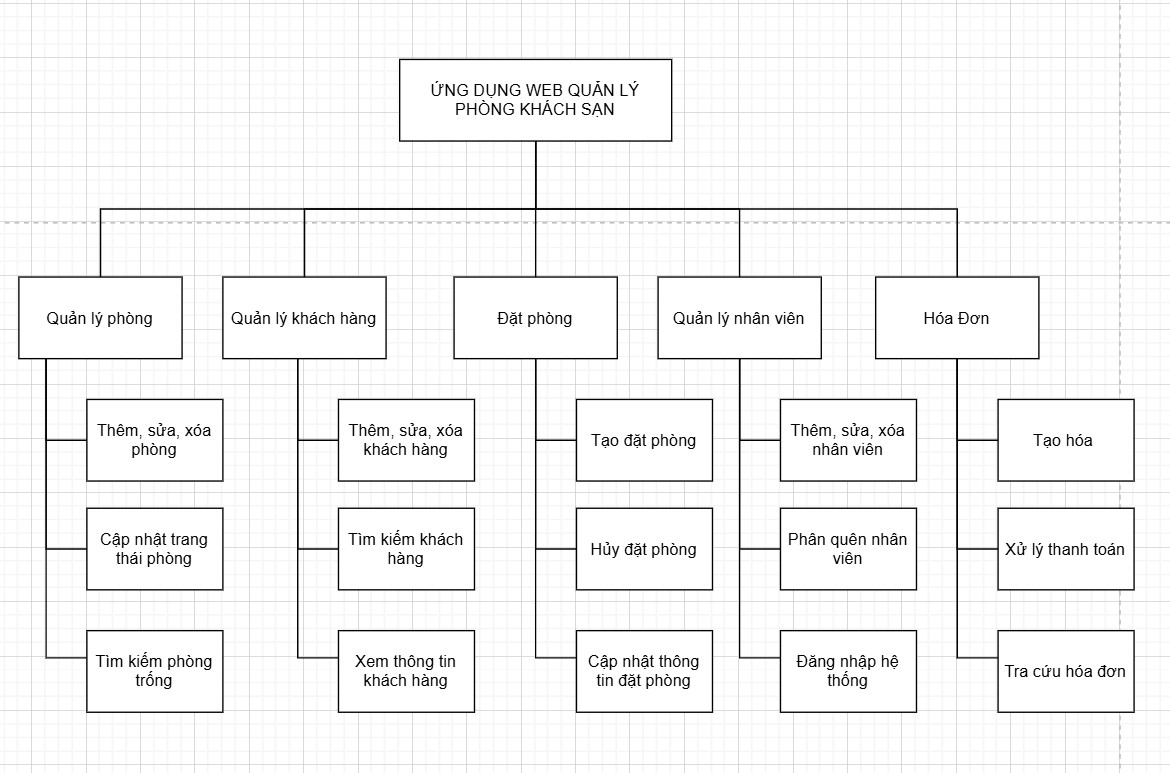 ỨNG DỤNG WEB QUẢN LÝ
PHÒNG KHÁCH SẠN
Quản lý phòng
Quản lý khách hàng
Đặt phòng
Quản lý nhân viên
Hóa Đơn
Thêm, sửa, xóa
phòng
Thêm, sửa, xóa
khách hàng
Tạo đặt phòng
Thêm, sửa, xóa
nhân viên
Tạo hóa
Cập nhật trang
thái phòng
Tìm kiếm khách
hàng
Hủy đặt phòng
Phân quên nhân
viên
Xử lý thanh toán
Tìm kiếm phòng
trống
Xem thông tin
khách hàng
Cập nhật thông
tin đặt phòng
Đăng nhập hệ
thống
Tra cứu hóa đơn